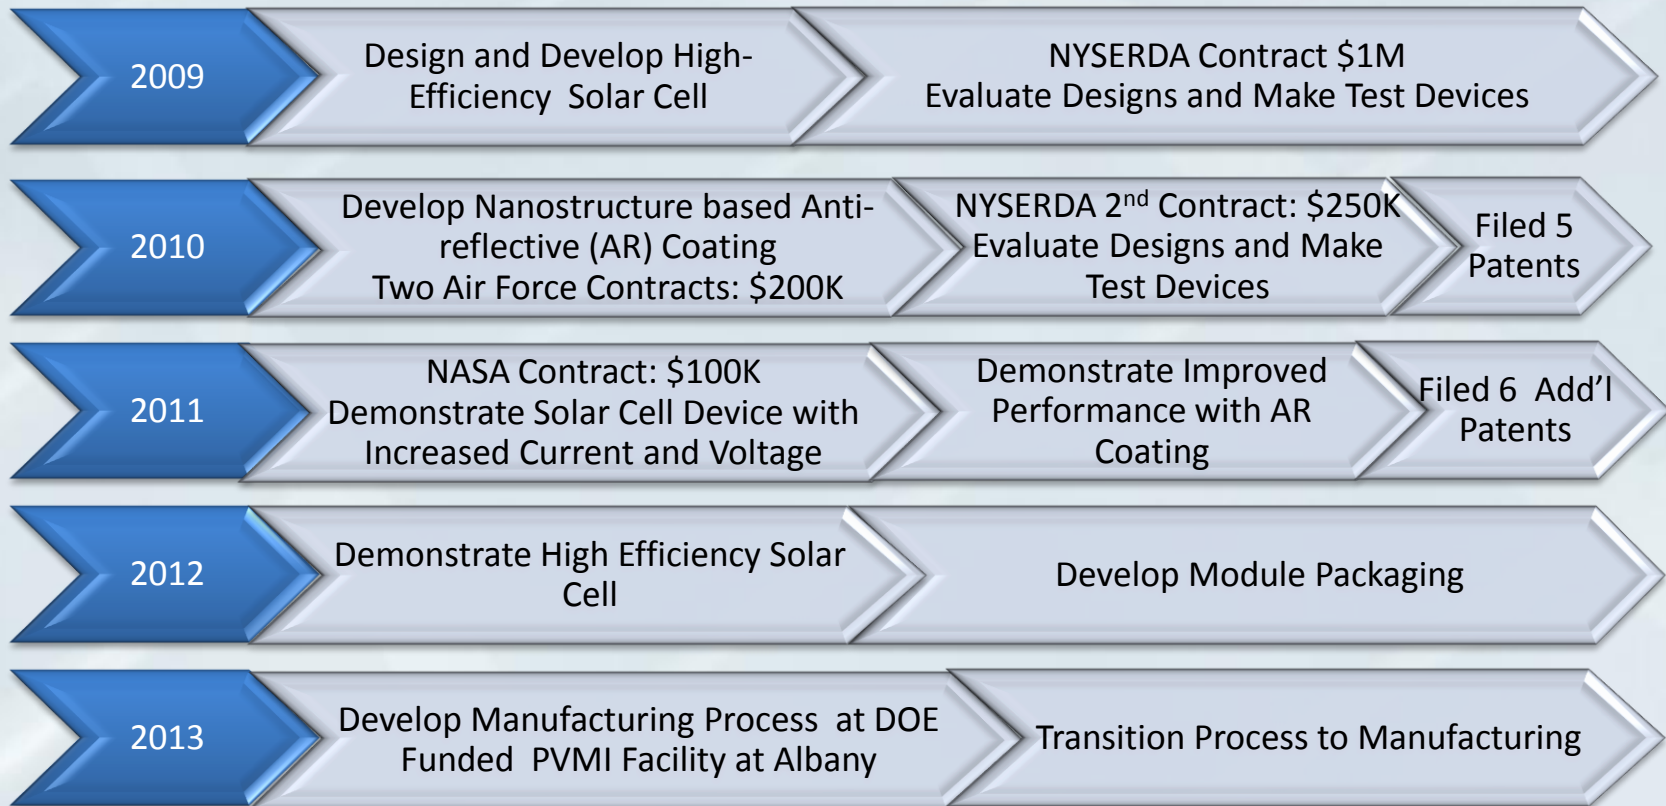 2009
Design and Develop High-
Efficiency Solar Cell
NYSERDA Contract $1M
Evaluate Designs and Make Test Devices
2010
Develop Nanostructure based Anti-
reflective (AR) Coating
Two Air Force Contracts: $200K
NYSERDA 2nd Contract: $250K
Evaluate Designs and Make
Test Devices
Filed 5
Patents
2011
NASA Contract: $100K
Demonstrate Solar Cell Device with
Increased Current and Voltage
Demonstrate Improved
Performance with AR
Coating
Filed 6 Add’l
Patents
2012
Demonstrate High Efficiency Solar
Cell
Develop Module Packaging
2013
Develop Manufacturing Process at DOE
Funded PVMI Facility at Albany
Transition Process to Manufacturing